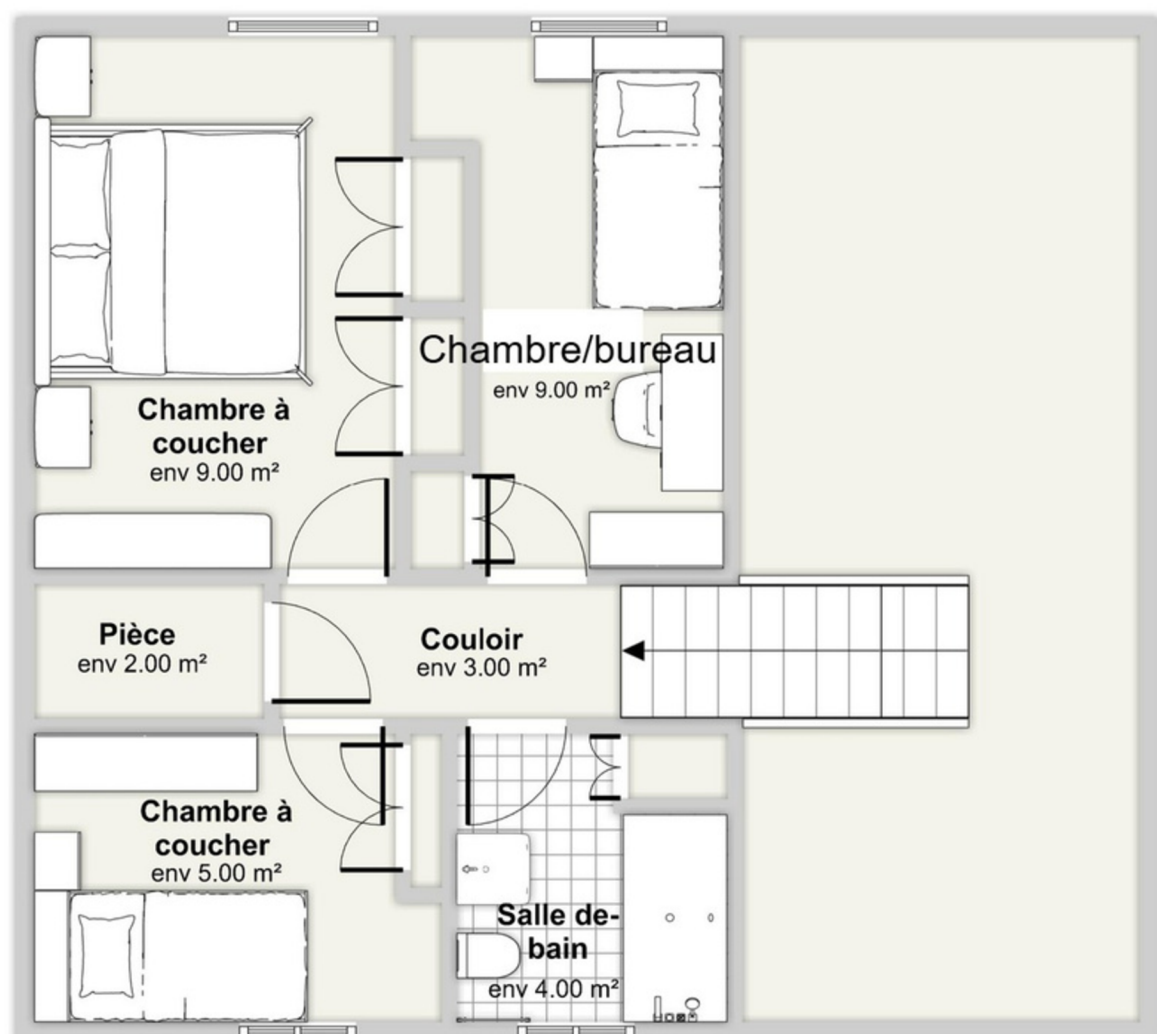 Chambre/bureau
env 9.00 m²
Chambre à
coucher
env 9.00 m²
Pièce
env 2.00 m²
Couloir
env 3.00 m²
Chambre à
coucher
env 5.00 m²
Salle de-
bain
env 4.00 m²